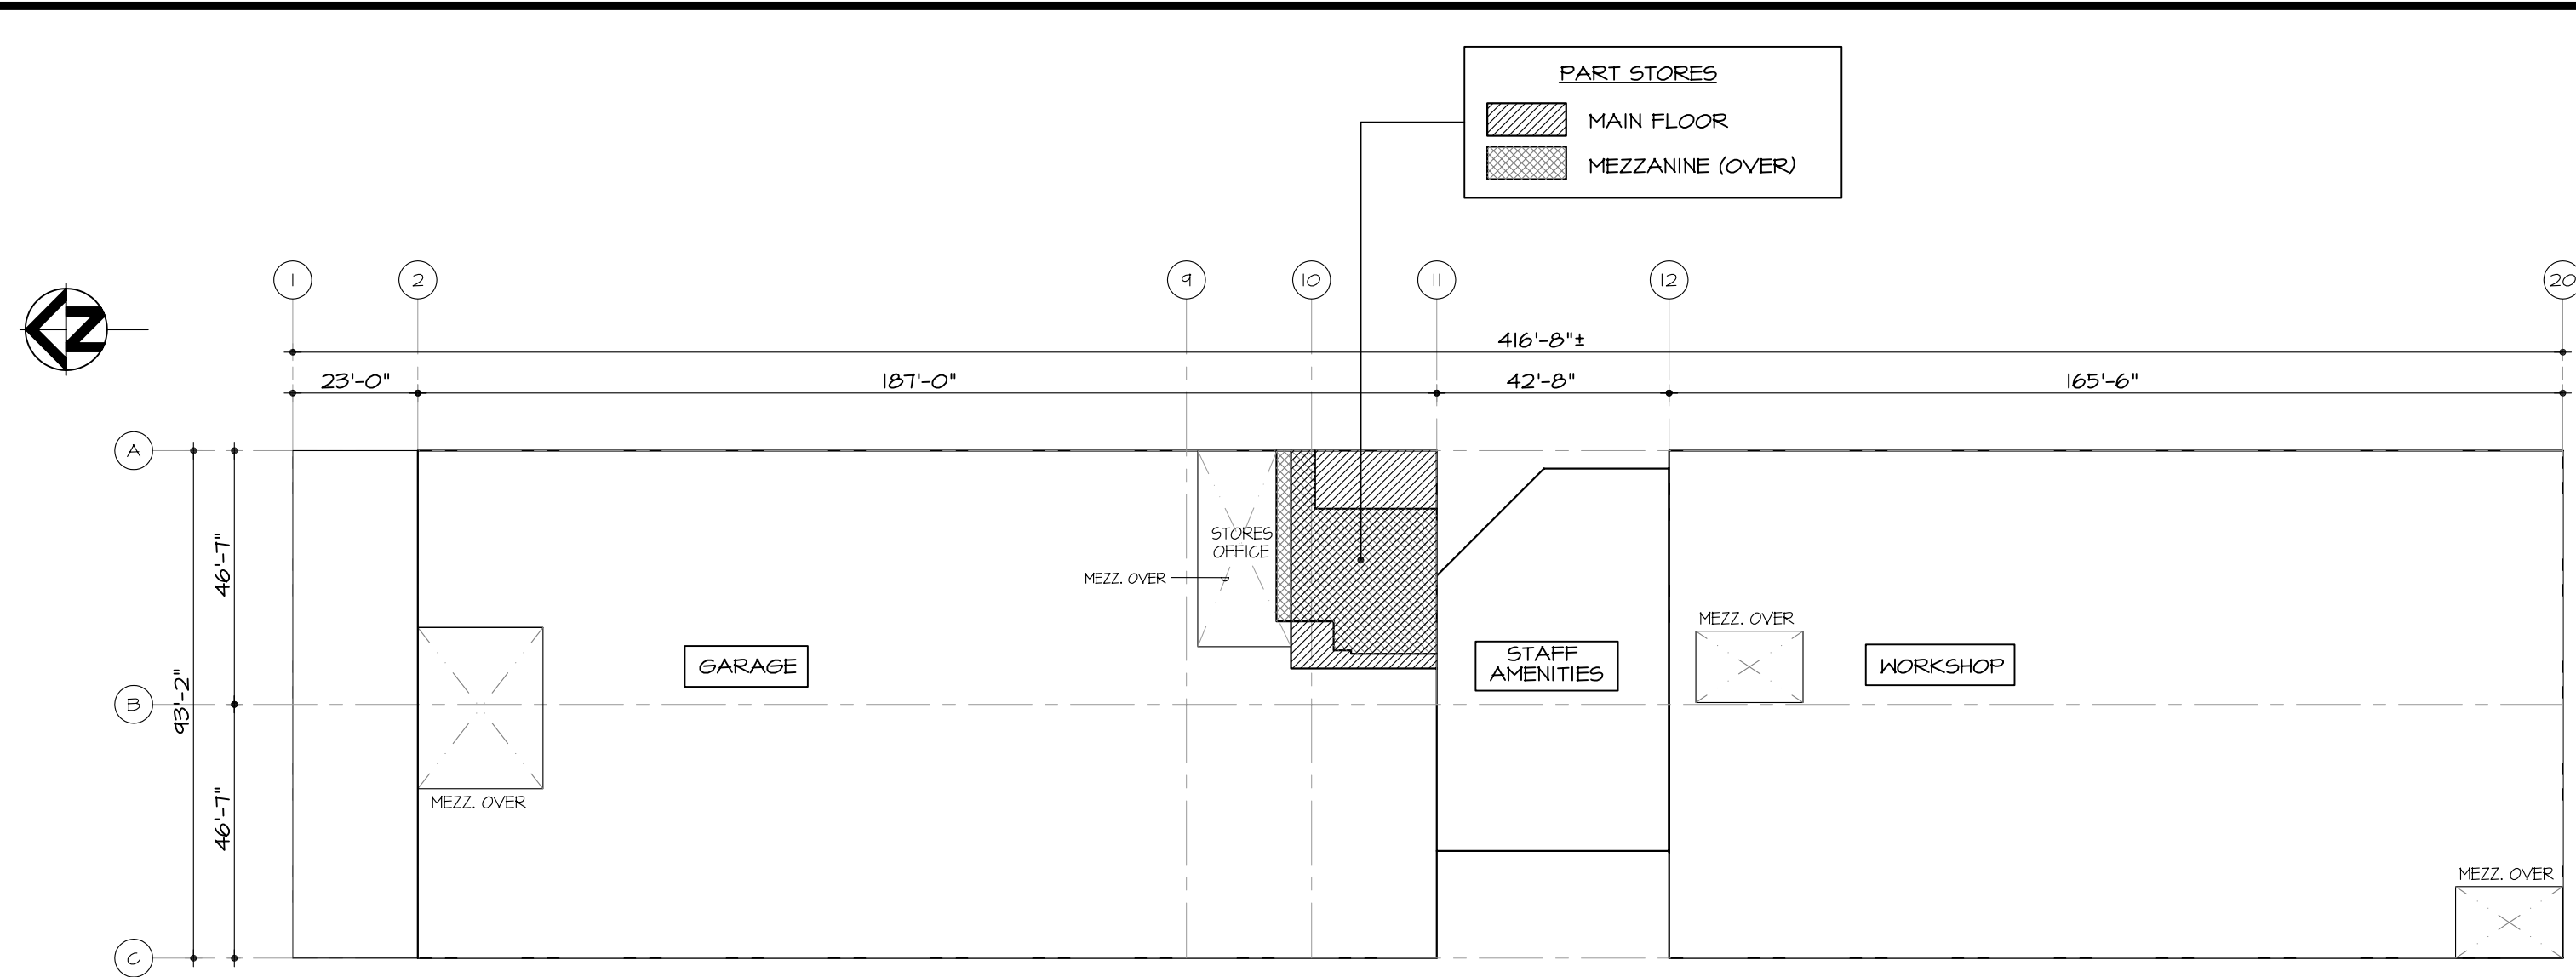 PART STORES
MAIN FLOOR
MEZZANINE (OVER)
1 2 9 10 11 12 20
N
416'-8"±
23'-0" 187'-0" 42'-8" 165'-6"
A
46'-7"
STORES
OFFICE
MEZZ. OVER
MEZZ. OVER
GARAGE
STAFF
AMENITIES
WORKSHOP
B
93'-2"
MEZZ. OVER
46'-7"
MEZZ. OVER
C